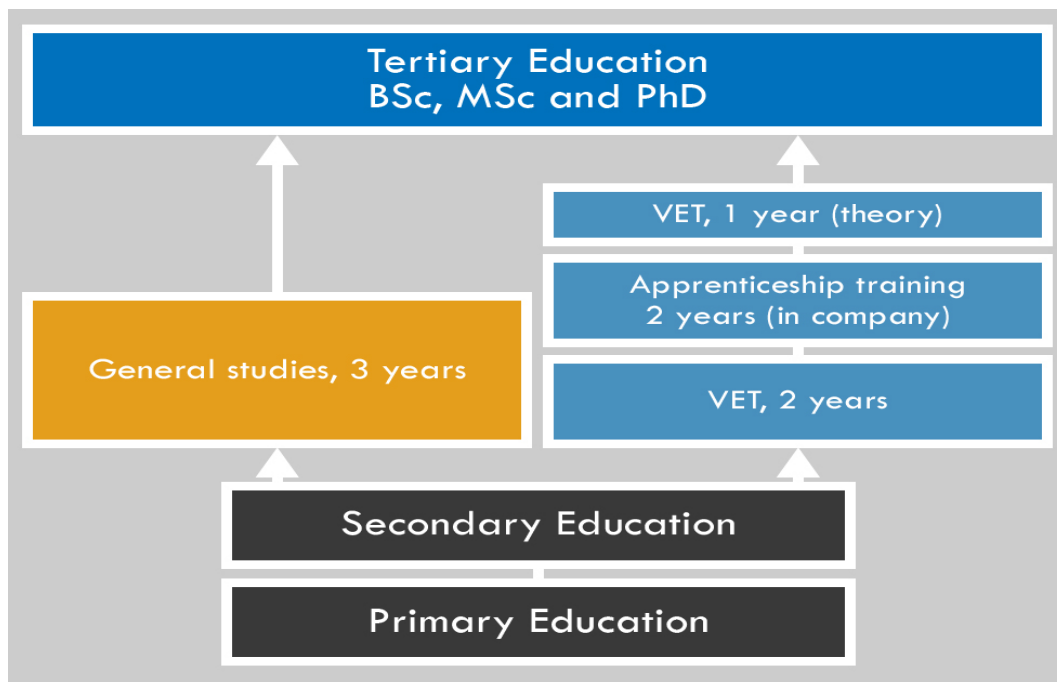 Tertiary Education
BSc, MSc and PhD
VET, 1 year (theory)
Apprenticeship training
2 years (in company)
General studies, 3 years
VET, 2 years
Secondary Education
Primary Education